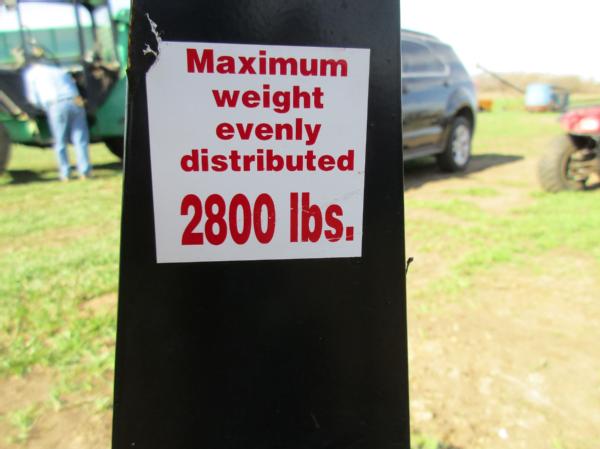 Maximum
weight
evenly
distributed
2800 lbs.